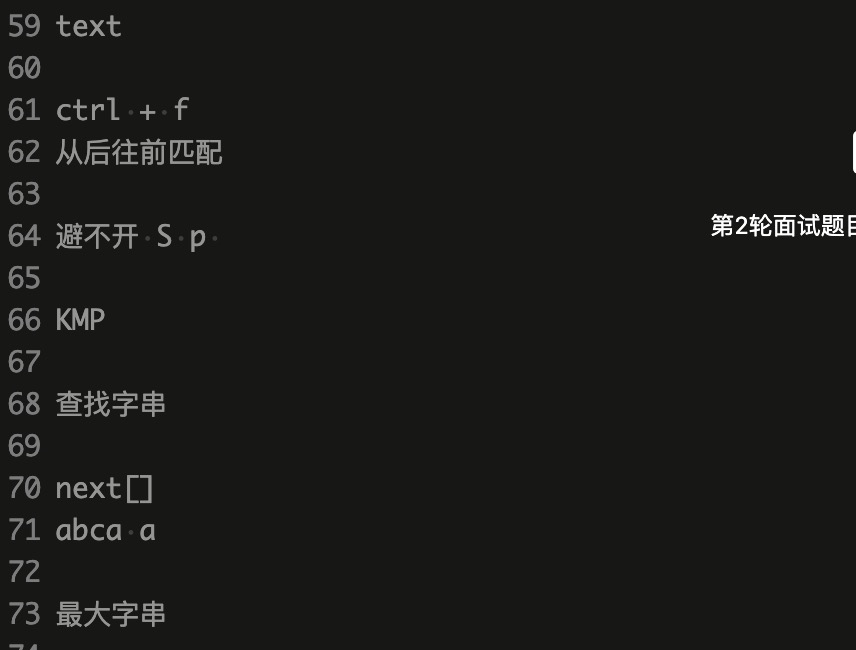 59 text
60
61 ctrl + f
62 从后往前匹配
63
64 避不开 S p
第2轮面试题
65
66 KMP
67
68 查找字串
69
70 next[]
71 abca a
72
73 最大字串